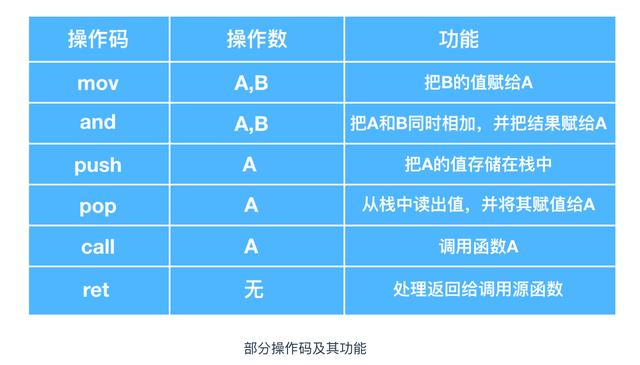 操作码 操作数 功能
mov A,B 把B的值赋给A
and A,B 把A和B同时相加，并把结果赋给A
push A 把A的值存储在栈中
pop A 从栈中读出值，并将其赋值给A
call A 调用函数A
ret 无 处理返回给调用源函数
部分操作码及其功能